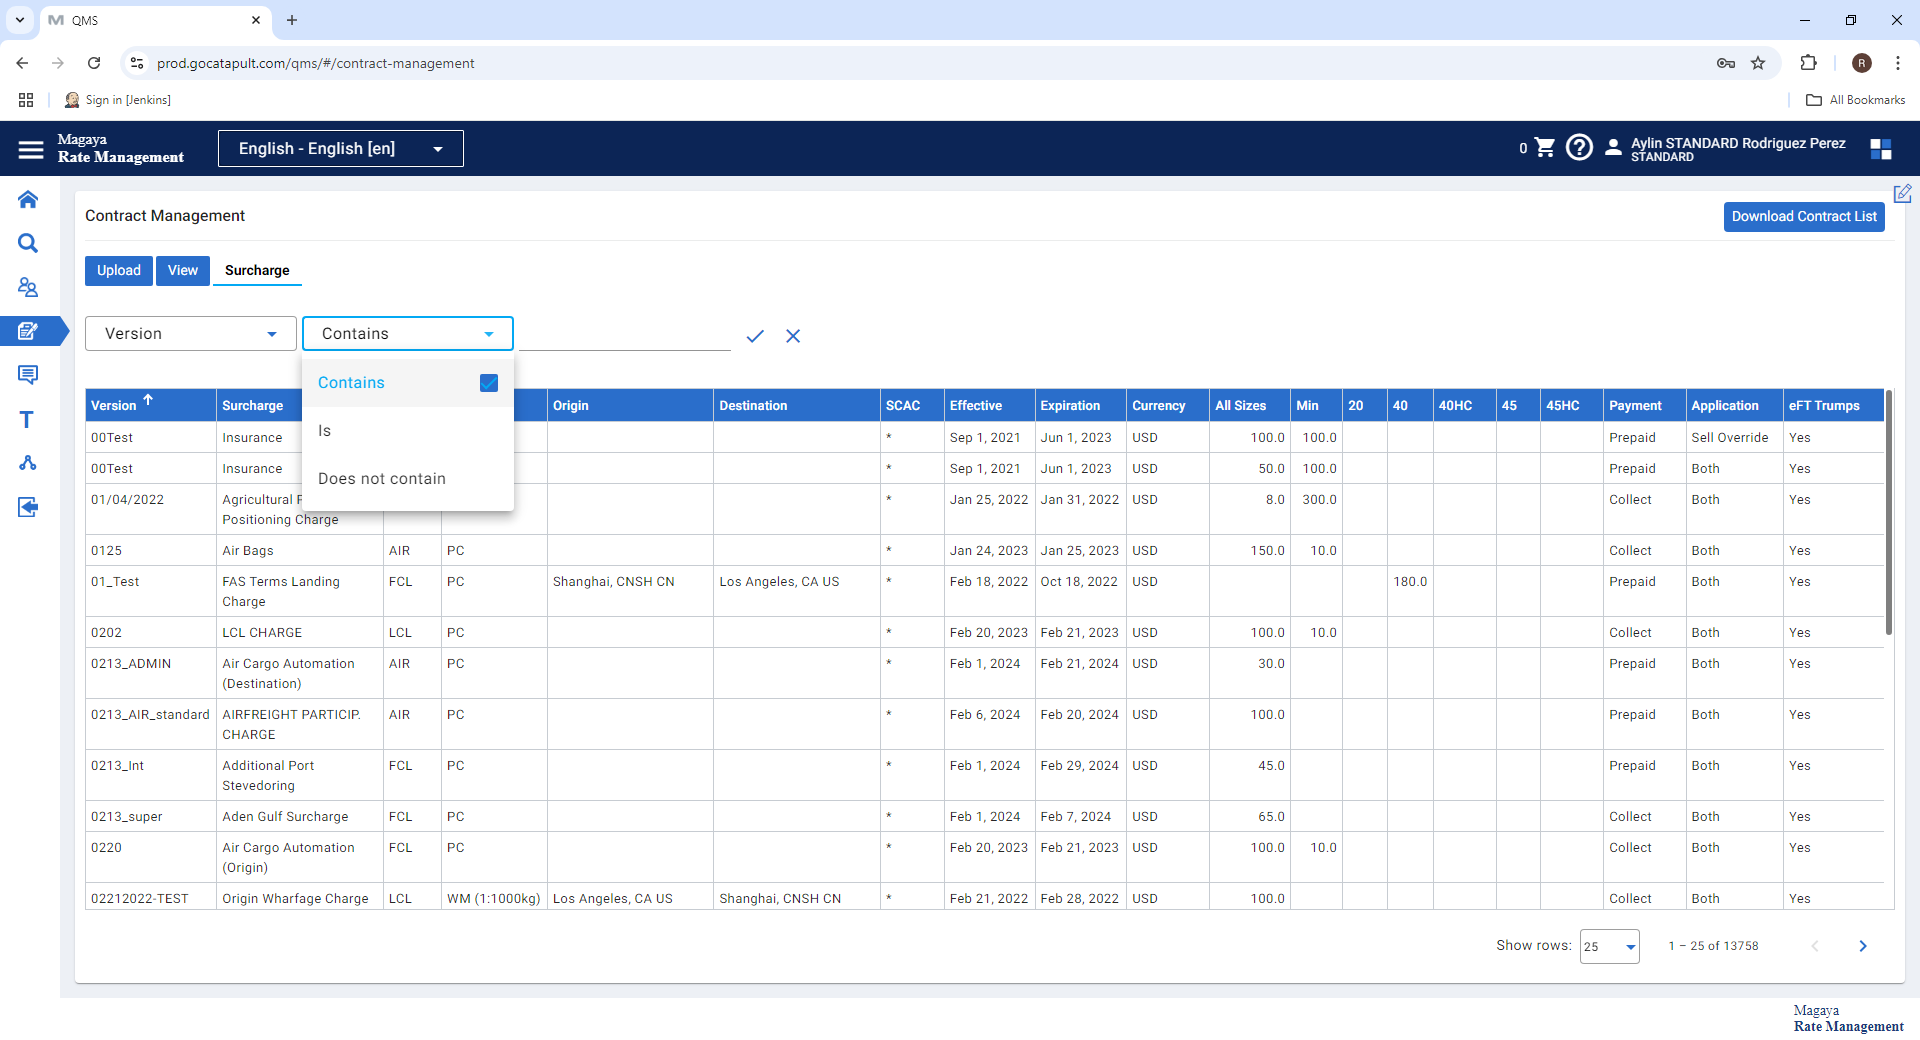 QMS
prod.gocatapult.com/qms/#/contract-management
R
Sign in [Jenkins]
All Bookmarks
Magaya
Rate Management
English - English [en]
0
Aylin STANDARD Rodriguez Perez
STANDARD
Contract Management
Download Contract List
Upload View Surcharge
Version Contains
Contains
Is
Does not contain
Version Surcharge Origin Destination SCAC Effective Expiration Currency All Sizes Min 20 40 40HC 45 45HC Payment Application eFT Trumps
00Test Insurance * Sep 1, 2021 Jun 1, 2023 USD 100.0 100.0 Prepaid Sell Override Yes
00Test Insurance * Sep 1, 2021 Jun 1, 2023 USD 50.0 100.0 Prepaid Both Yes
01/04/2022 Agricultural * Jan 25, 2022 Jan 31, 2022 USD 8.0 300.0 Collect Both Yes
Positioning Charge
0125 Air Bags AIR PC * Jan 24, 2023 Jan 25, 2023 USD 150.0 10.0 Collect Both Yes
01_Test FAS Terms Landing FCL PC Shanghai, CNSH CN Los Angeles, CA US * Feb 18, 2022 Oct 18, 2022 USD 180.0 Prepaid Both Yes
Charge
0202 LCL CHARGE LCL PC * Feb 20, 2023 Feb 21, 2023 USD 100.0 10.0 Collect Both Yes
0213_ADMIN Air Cargo Automation AIR PC * Feb 1, 2024 Feb 21, 2024 USD 30.0 Prepaid Both Yes
(Destination)
0213_AIR_standard AIRFREIGHT PARTICIP. AIR PC * Feb 6, 2024 Feb 20, 2024 USD 100.0 Prepaid Both Yes
CHARGE
0213_Int Additional Port FCL PC * Feb 1, 2024 Feb 29, 2024 USD 45.0 Prepaid Both Yes
Stevedoring
0213_super Aden Gulf Surcharge FCL PC * Feb 1, 2024 Feb 7, 2024 USD 65.0 Collect Both Yes
0220 Air Cargo Automation FCL PC * Feb 20, 2023 Feb 21, 2023 USD 100.0 10.0 Collect Both Yes
(Origin)
02212022-TEST Origin Wharfage Charge LCL WM (1:1000kg) Los Angeles, CA US Shanghai, CNSH CN * Feb 21, 2022 Feb 28, 2022 USD 100.0 Collect Both Yes
Show rows: 25 1 – 25 of 13758
Magaya
Rate Management